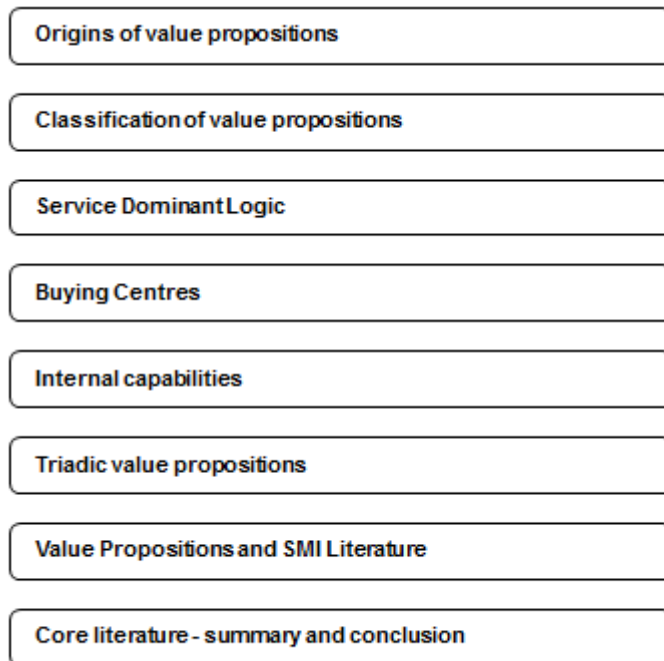 Origins of value propositions
Classification of value propositions
Service Dominant Logic
Buying Centres
Internal capabilities
Triadic value propositions
Value Propositions and SMI Literature
Core literature - summary and conclusion